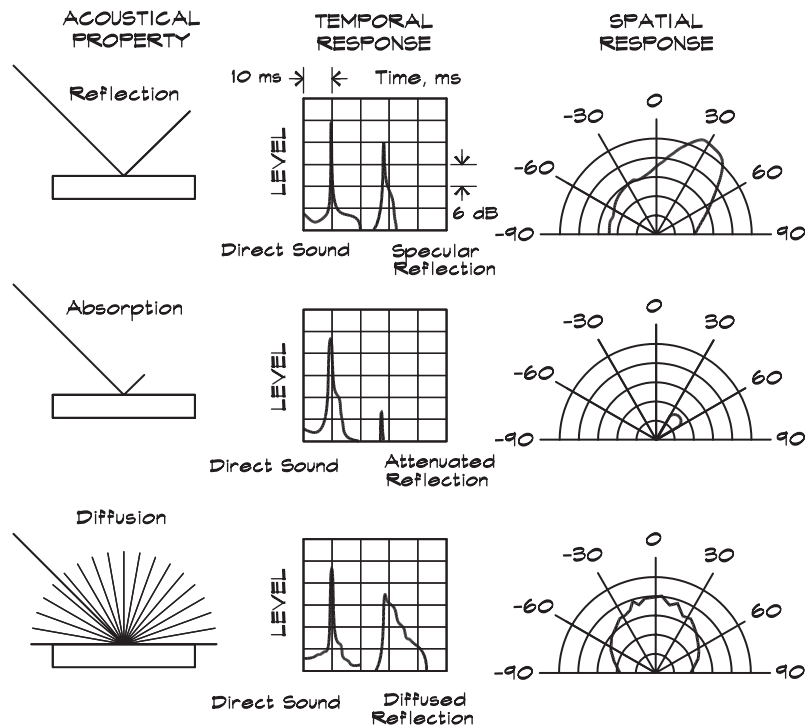 ACOUSTICAL
PROPERTY
TEMPORAL
RESPONSE
SPATIAL
RESPONSE
Reflection
10 ms
Time, ms
LEVEL
6 dB
Direct Sound
Specular
Reflection
-90
-60
-30
0
30
60
90
Absorption
LEVEL
Direct Sound
Attenuated
Reflection
-90
-60
-30
0
30
60
90
Diffusion
LEVEL
Direct Sound
Diffused
Reflection
-90
-60
-30
0
30
60
90